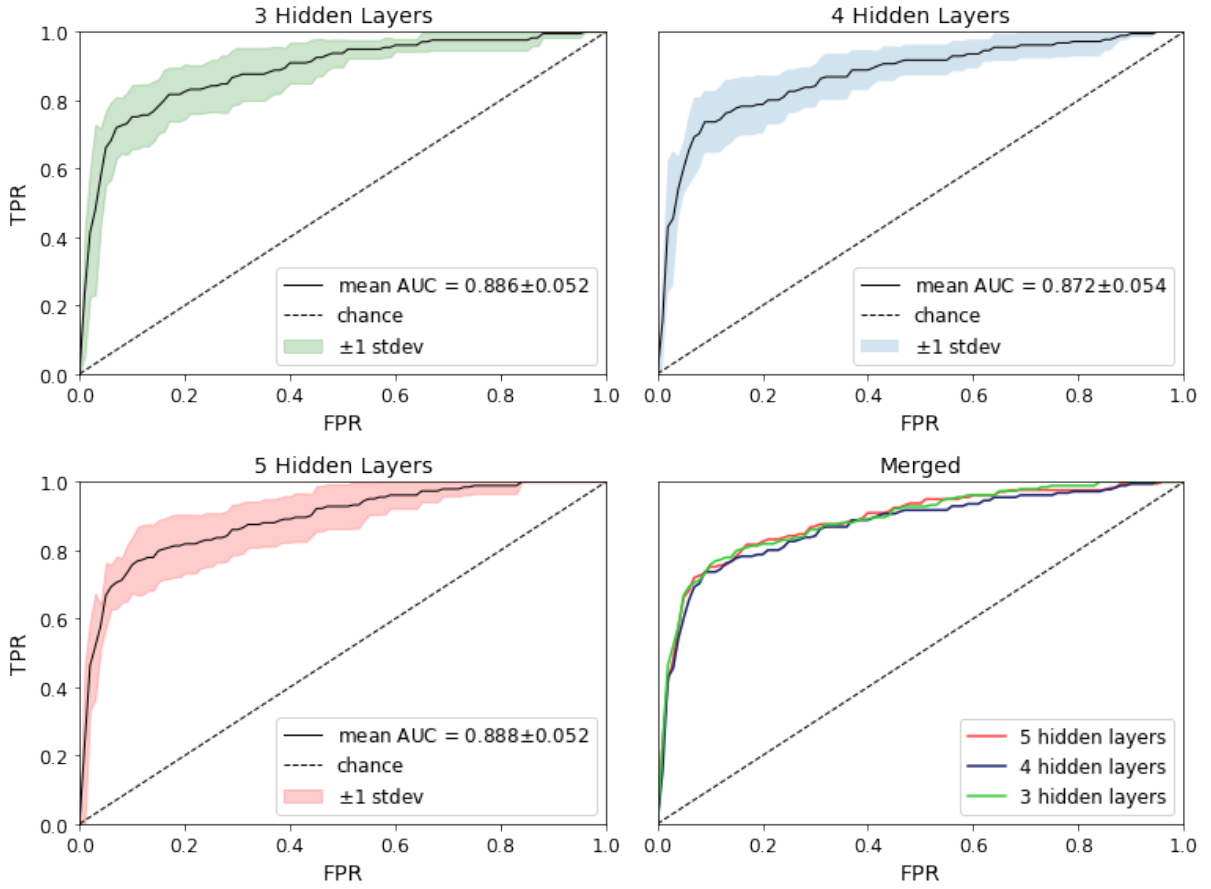 3 Hidden Layers
TPR
1.0
0.8
0.6
0.4
0.2
0.0
mean AUC = 0.886±0.052
chance
±1 stdev
0.0 0.2 0.4 0.6 0.8 1.0
FPR
4 Hidden Layers
mean AUC = 0.872±0.054
chance
±1 stdev
0.0 0.2 0.4 0.6 0.8 1.0
FPR
5 Hidden Layers
TPR
1.0
0.8
0.6
0.4
0.2
0.0
mean AUC = 0.888±0.052
chance
±1 stdev
0.0 0.2 0.4 0.6 0.8 1.0
FPR
Merged
5 hidden layers
4 hidden layers
3 hidden layers
0.0 0.2 0.4 0.6 0.8 1.0
FPR